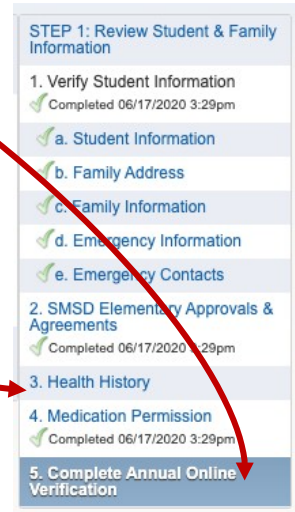 STEP 1: Review Student & Family
Information
1. Verify Student Information
Completed 06/17/2020 3:29pm
a. Student Information
b. Family Address
c. Family Information
d. Emergency Information
e. Emergency Contacts
2. SMSD Elementary Approvals &
Agreements
Completed 06/17/2020 3:29pm
3. Health History
4. Medication Permission
Completed 06/17/2020 3:29pm
5. Complete Annual Online
Verification